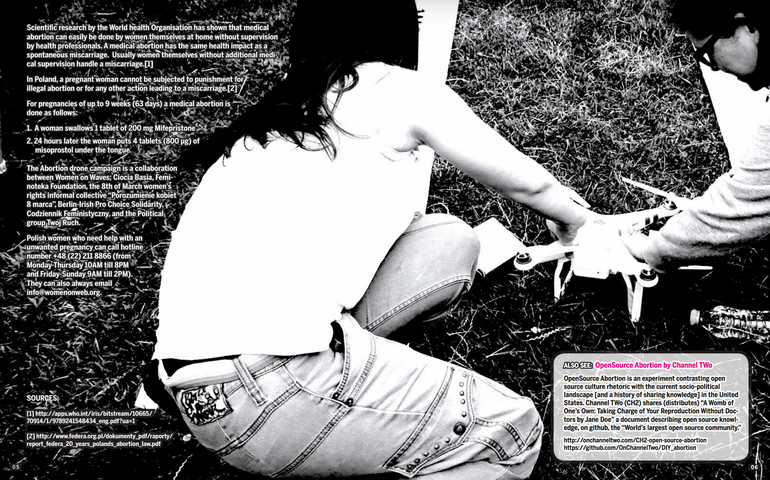 Scientific research by the World health Organisation has shown that medical
abortion can easily be done by women themselves at home without supervision
by health professionals. A medical abortion has the same health impact as a
spontaneous miscarriage. Usually women themselves without additional medi-
cal supervision handle a miscarriage.[1]
In Poland, a pregnant woman cannot be subjected to punishment for
illegal abortion or for any other action leading to a miscarriage.[2]
For pregnancies of up to 9 weeks (63 days) a medical abortion is
done as follows:
1. A woman swallows 1 tablet of 200 mg Mifepristone
2. 24 hours later the woman puts 4 tablets (800 µg) of
misoprostol under the tongue.
The Abortion drone campaign is a collaboration
between Women on Waves; Ciocia Basia, Femi-
noteka Foundation, the 8th of March women's
rights informal collective "Porozumienie kobiet
8 marca", Berlin-Irish Pro Choice Solidarity,
Codziennik Feministyczny, and the Political
group Twoj Ruch.
Polish women who need help with an
unwanted pregnancy can call hotline
number +48 (22) 211 8866 (from
Monday-Thursday 10AM till 8PM
and Friday-Sunday 9AM till 2PM).
They can also always email
info@womenonweb.org
SOURCES:
[1] http://apps.who.int/iris/bitstream/10665/
70914/1/9789241548434_eng.pdf?ua=1
[2] http://www.federa.org.pl/dokumenty_pdf/raporty/
report_federa_20_years_polands_abortion_law.pdf
05
ALSO SEE: OpenSource Abortion by Channel TWo
OpenSource Abortion is an experiment contrasting open
source culture rhetoric with the current socio-political
landscape [and a history of sharing knowledge] in the United
States. Channel TWo (CH2) shares (distributes) "A Womb of
One's Own: Taking Charge of Your Reproduction Without Doc-
tors by Jane Doe" a document describing open source knowl-
edge, on github, the "World's largest open source community."
http://onchanneltwo.com/CH2-open-source-abortion
https://github.com/OnChannelTwo/DIY_abortion
06